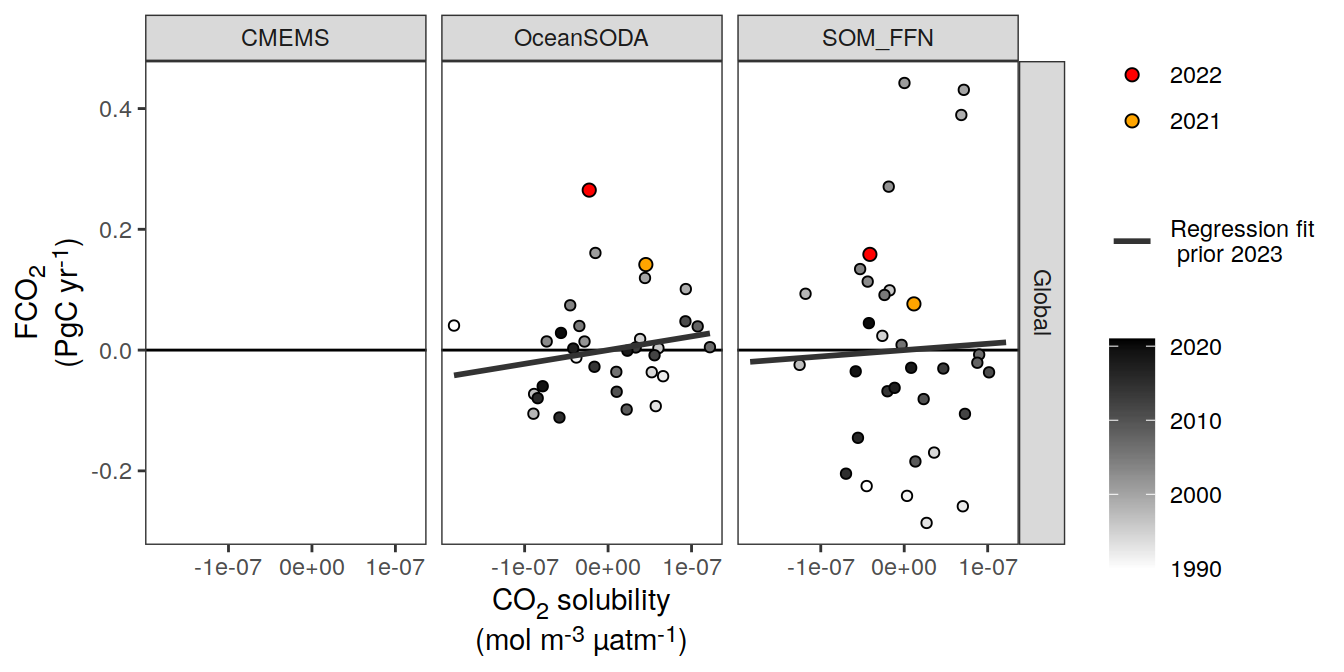 CMEMS
OceanSODA
SOM_FFN
Global
FCO2
(PgC yr-1)
0.4
0.2
0.0
-0.2
-1e-07 0e+00 1e-07
-1e-07 0e+00 1e-07
-1e-07 0e+00 1e-07
CO2 solubility
(mol m-3 µatm-1)
2022
2021
Regression fit
prior 2023
2020
2010
2000
1990